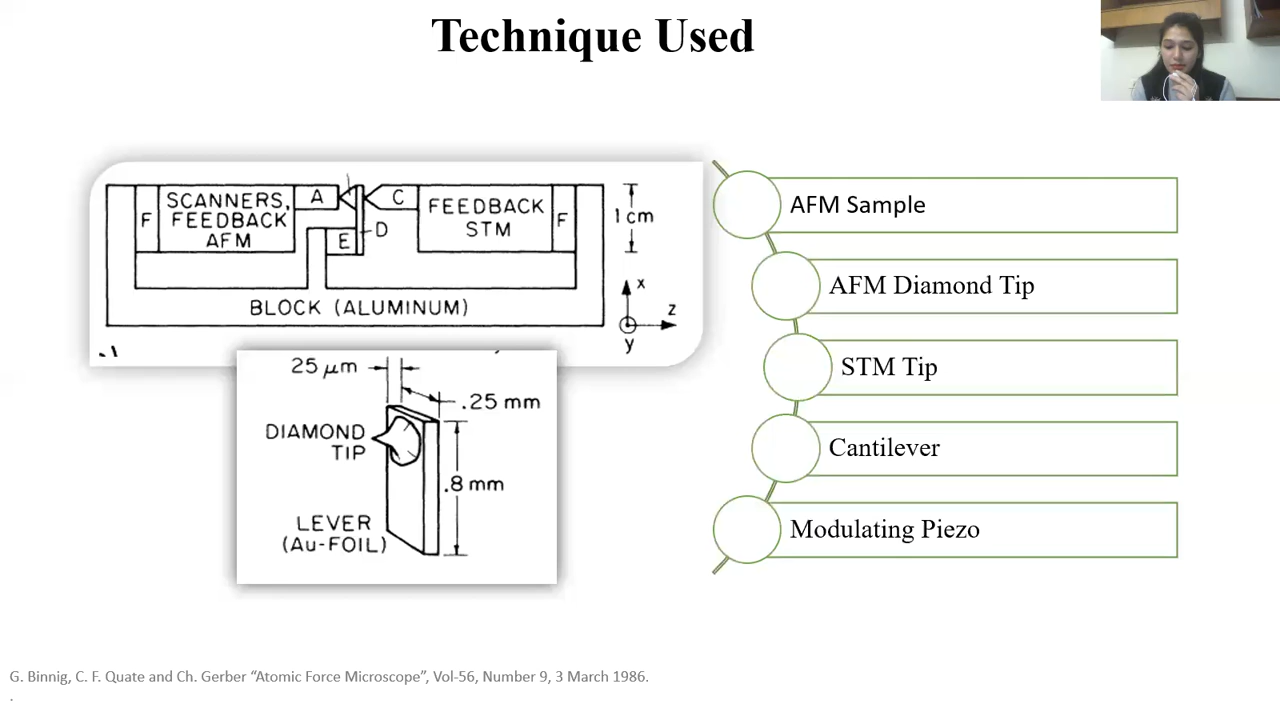 Technique Used
A
C
SCANNERS,
FEEDBACK
AFM
F
FEEDBACK
STM
F
D
E
1 cm
BLOCK (ALUMINUM)
x
z
y
25 μm
.25 mm
DIAMOND
TIP
.8 mm
LEVER
(Au-FOIL)
AFM Sample
AFM Diamond Tip
STM Tip
Cantilever
Modulating Piezo
G. Binnig, C. F. Quate and Ch. Gerber “Atomic Force Microscope”, Vol-56, Number 9, 3 March 1986.
.